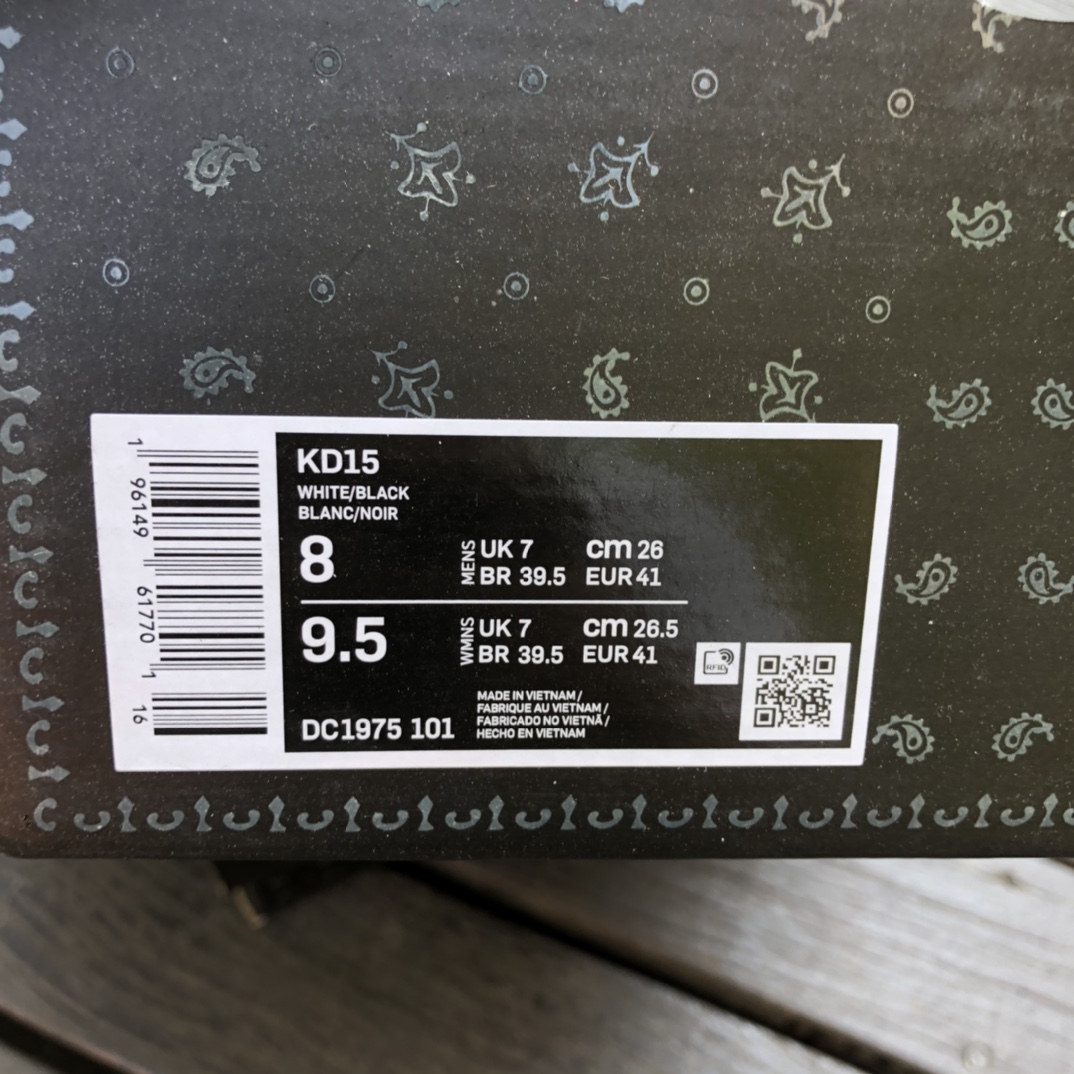 1 96149 61770 1 16
KD15
WHITE/BLACK
BLANC/NOIR
8
MENS
UK 7 cm 26
BR 39.5 EUR 41
9.5
WMNS
UK 7 cm 26.5
BR 39.5 EUR 41
RFID
DC1975 101
MADE IN VIETNAM /
FABRIQUE AU VIETNAM /
FABRICADO NO VIETNÃ /
HECHO EN VIETNAM